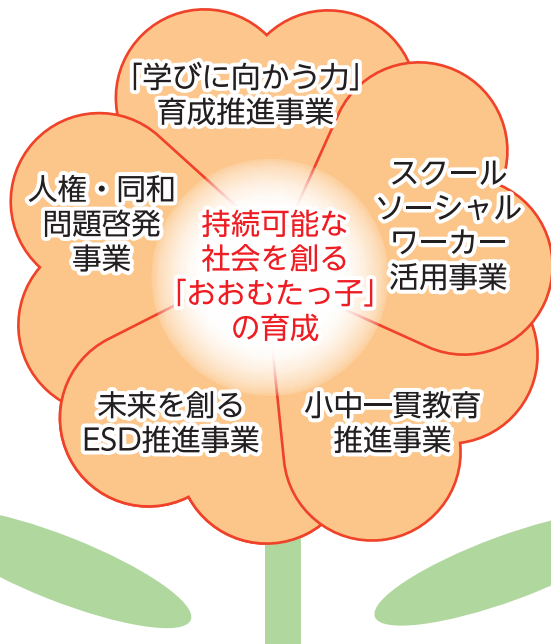 「学びに向かう力」
育成推進事業
スクール
ソーシャル
ワーカー
活用事業
人権・同和
問題啓発
事業
持続可能な
社会を創る
「おおむたっ子」
の育成
未来を創る
ESD推進事業
小中一貫教育
推進事業